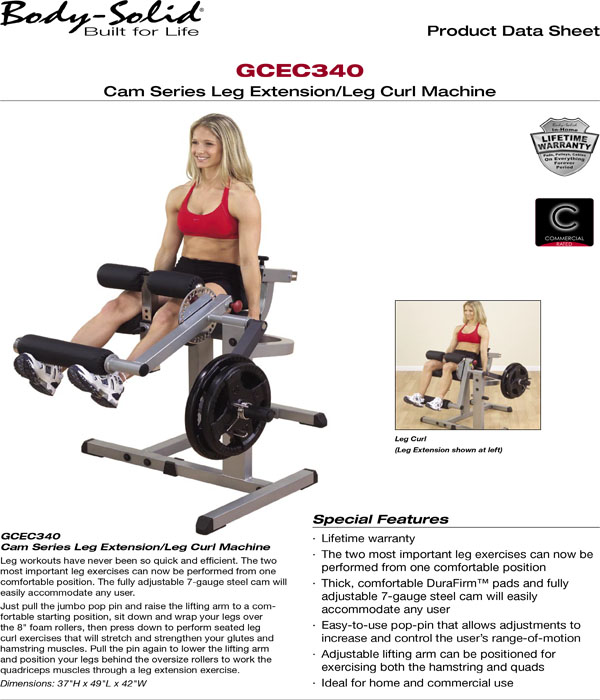 Body-Solid®
Built for Life
Product Data Sheet
GCEC340
Cam Series Leg Extension/Leg Curl Machine
Body-Solid
In-Home
LIFETIME
WARRANTY
On Everything
Forever
Period
C
COMMERCIAL
RATED
Leg Curl
(Leg Extension shown at left)
GCEC340
Cam Series Leg Extension/Leg Curl Machine
Leg workouts have never been so quick and efficient. The two
most important leg exercises can now be performed from one
comfortable position. The fully adjustable 7-gauge steel cam will
easily accommodate any user.
Just pull the jumbo pop pin and raise the lifting arm to a com-
fortable starting position, sit down and wrap your legs over
the 8" foam rollers, then press down to perform seated leg
curl exercises that will stretch and strengthen your glutes and
hamstring muscles. Pull the pin again to lower the lifting arm
and position your legs behind the oversize rollers to work the
quadriceps muscles through a leg extension exercise.
Dimensions: 37"H x 49"L x 42"W
Special Features
· Lifetime warranty
· The two most important leg exercises can now be
performed from one comfortable position
· Thick, comfortable DuraFirm™ pads and fully
adjustable 7-gauge steel cam will easily
accommodate any user
· Easy-to-use pop-pin that allows adjustments to
increase and control the user's range-of-motion
· Adjustable lifting arm can be positioned for
exercising both the hamstring and quads
· Ideal for home and commercial use